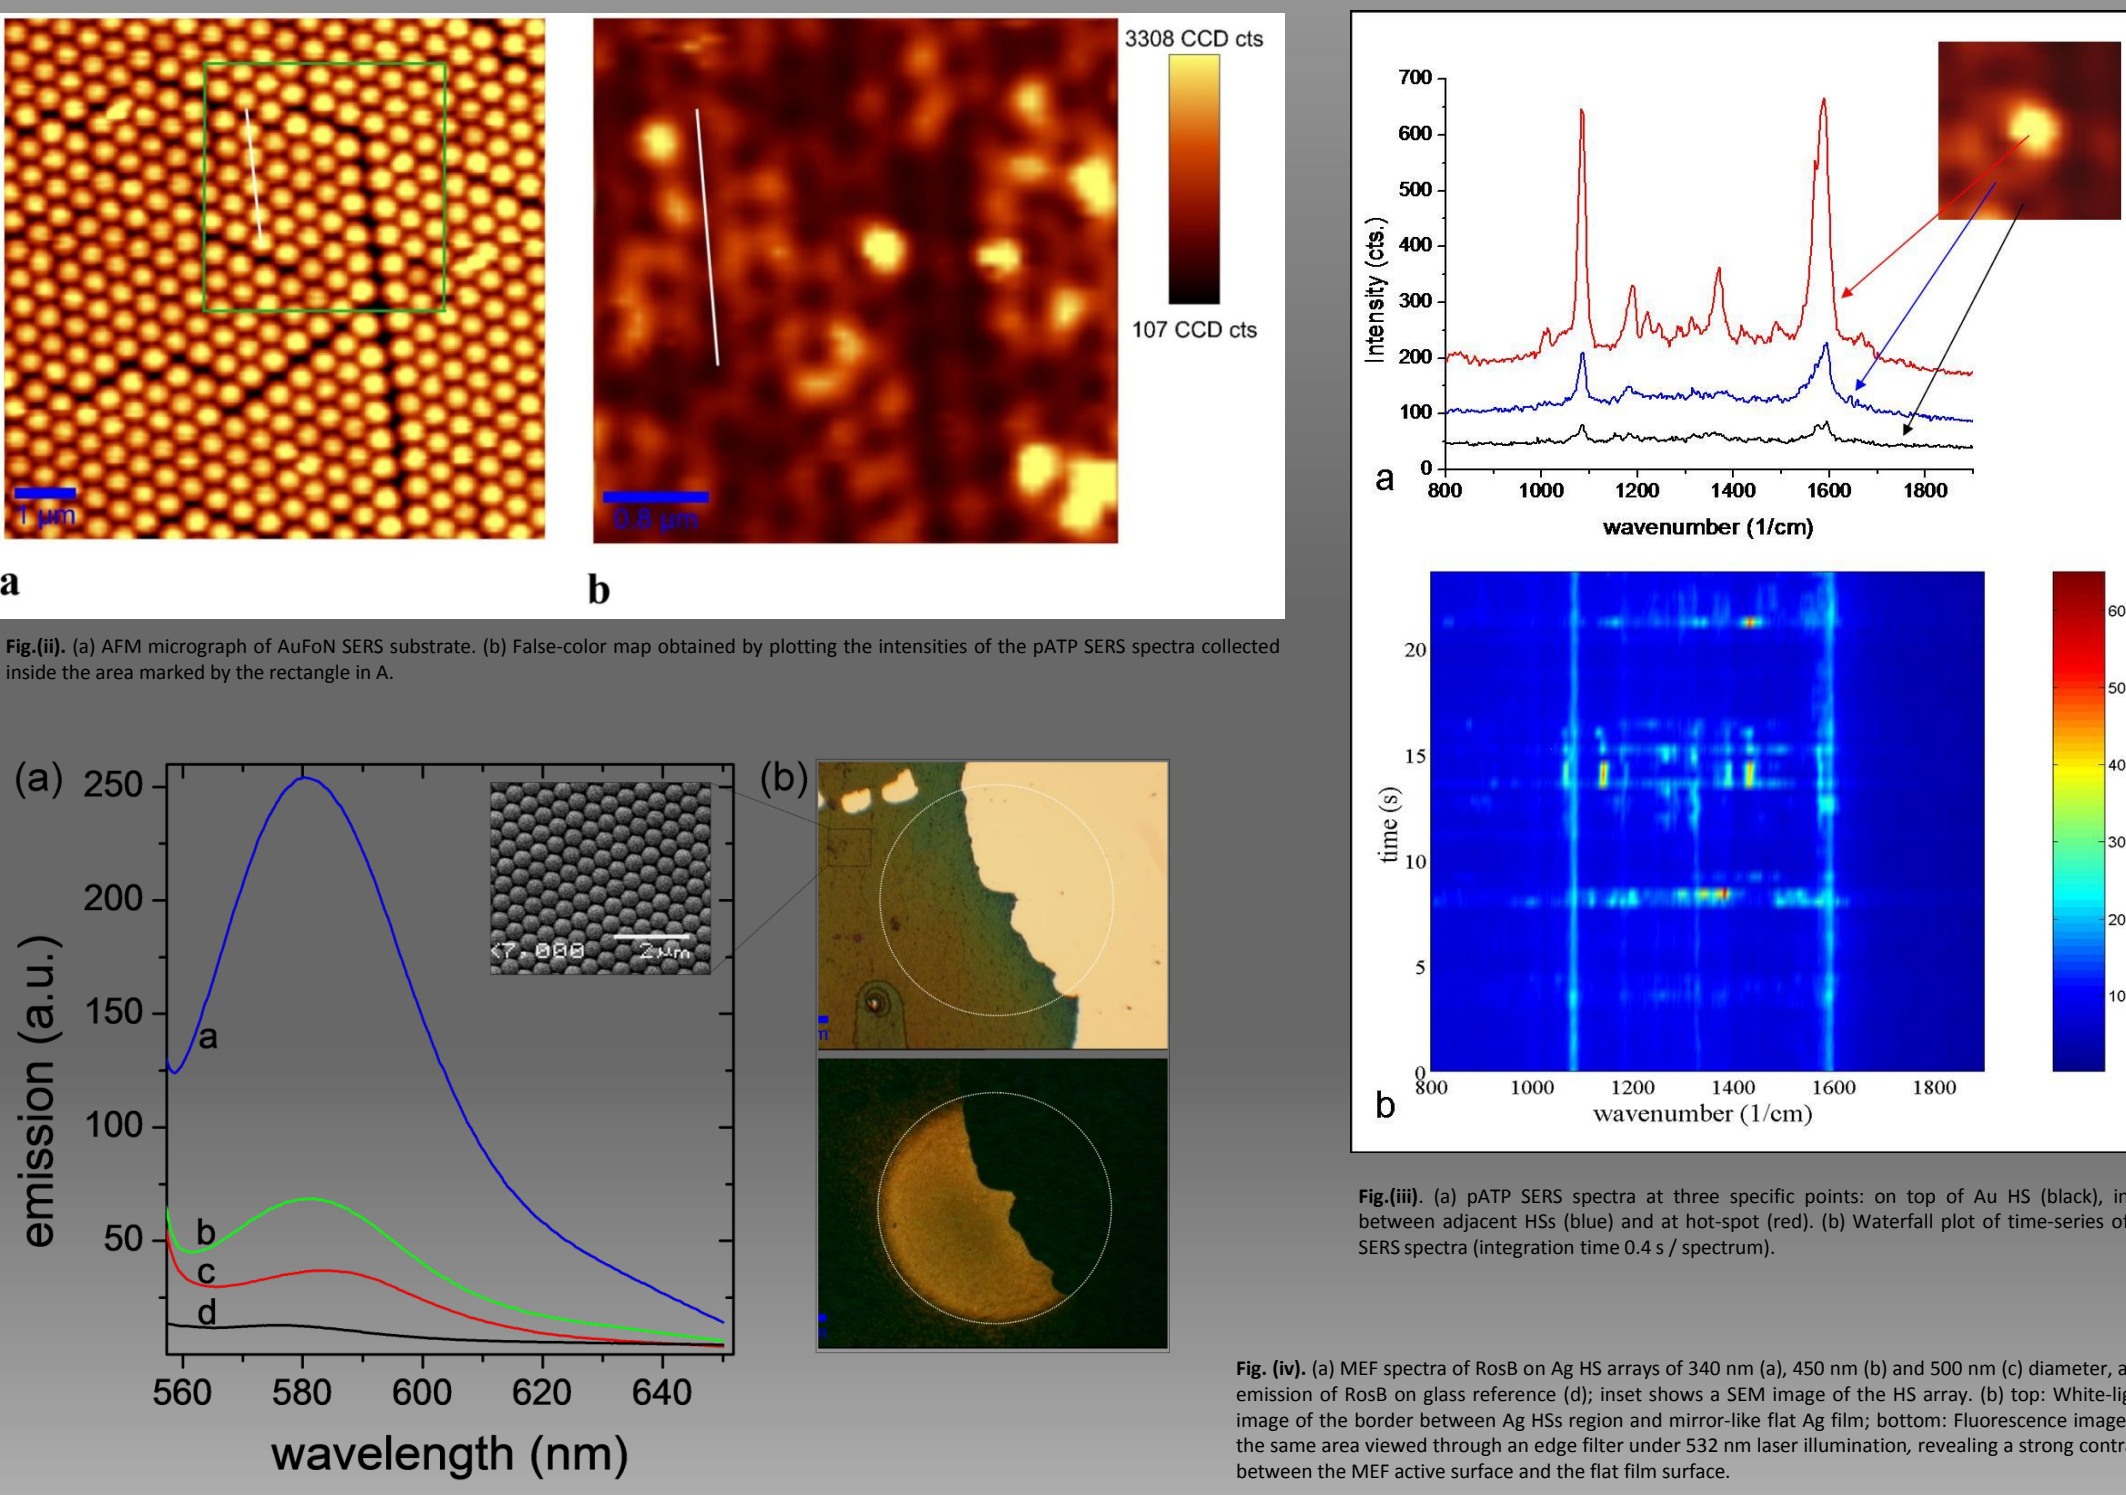 3308 CCD cts
107 CCD cts
1 µm
0.8 µm
a
b
Fig.(ii). (a) AFM micrograph of AuFoN SERS substrate. (b) False-color map obtained by plotting the intensities of the pATP SERS spectra collected
inside the area marked by the rectangle in A.
(a)
250
200
150
100
50
emission (a.u.)
a
b
c
d
560 580 600 620 640
wavelength (nm)
7,000 2µm
(b)
700
600
500
400
300
200
100
0
Intensity (cts.)
a
800 1000 1200 1400 1600 1800
wavenumber (1/cm)
20
15
10
5
0
time (s)
b
800 1000 1200 1400 1600 1800
wavenumber (1/cm)
60
50
40
30
20
10
Fig.(iii). (a) pATP SERS spectra at three specific points: on top of Au HS (black), in
between adjacent HSs (blue) and at hot-spot (red). (b) Waterfall plot of time-series of
SERS spectra (integration time 0.4 s / spectrum).
Fig. (iv). (a) MEF spectra of RosB on Ag HS arrays of 340 nm (a), 450 nm (b) and 500 nm (c) diameter, a
emission of RosB on glass reference (d); inset shows a SEM image of the HS array. (b) top: White-lig
image of the border between Ag HSs region and mirror-like flat Ag film; bottom: Fluorescence image
the same area viewed through an edge filter under 532 nm laser illumination, revealing a strong contr
between the MEF active surface and the flat film surface.